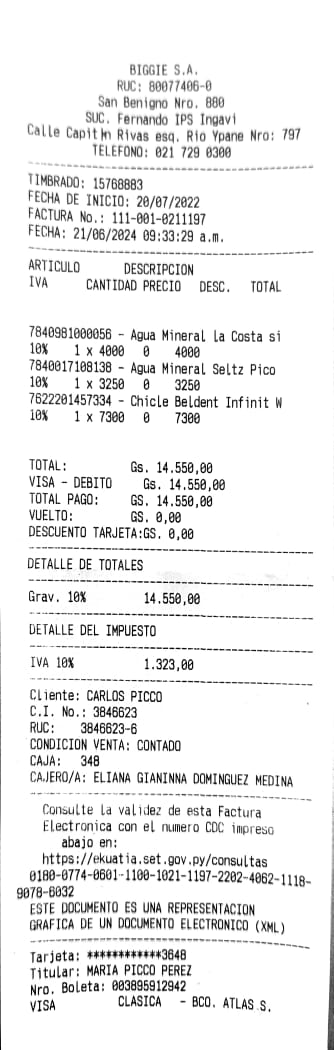 BIGGIE S.A.
RUC: 80077406-0
San Benigno Nro. 880
SUC. Fernando IPS Ingavi
Calle Capitán Rivas esq. Rio Ypane Nro: 797
TELEFONO: 021 729 0300
TIMBRADO: 15768883
FECHA DE INICIO: 20/07/2022
FACTURA No.: 111-001-0211197
FECHA: 21/06/2024 09:33:29 a.m.
ARTICULO DESCRIPCION
IVA CANTIDAD PRECIO DESC. TOTAL
7840981000056 - Agua Mineral la Costa si
10% 1 x 4000 0 4000
7840017108138 - Agua Mineral Seltz Pico
10% 1 x 3250 0 3250
7622201457334 - Chicle Beldent Infinit W
10% 1 x 7300 0 7300
TOTAL: Gs. 14.550,00
VISA - DEBITO Gs. 14.550,00
TOTAL PAGO: GS. 14.550,00
VUELTO: GS. 0,00
DESCUENTO TARJETA:GS. 0,00
DETALLE DE TOTALES
Grav. 10% 14.550,00
DETALLE DEL IMPUESTO
IVA 10% 1.323,00
Cliente: CARLOS PICCO
C.I. No.: 3846623
RUC: 3846623-6
CONDICION VENTA: CONTADO
CAJA: 348
CAJERO/A: ELIANA GIANINNA DOMINGUEZ MEDINA
Consulte la validez de esta Factura
Electronica con el numero CDC impreso
abajo en:
https://ekuatia.set.gov.py/consultas
0180-0774-0601-1100-1021-1197-2202-4062-1118-
9078-6032
ESTE DOCUMENTO ES UNA REPRESENTACION
GRAFICA DE UN DOCUMENTO ELECTRONICO (XML)
Tarjeta: ************3648
Titular: MARIA PICCO PEREZ
Nro. Boleta: 003895912942
VISA CLASICA - BCO. ATLAS S.